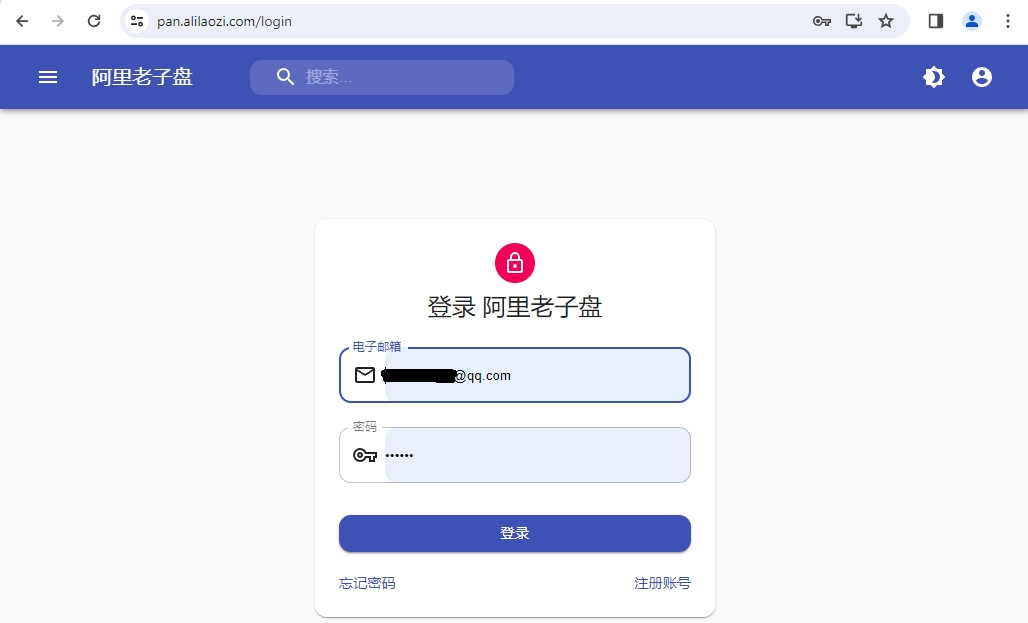 pan.alilaozi.com/login
阿里老子盘
搜索...
登录 阿里老子盘
电子邮箱
@qq.com
密码
••••••
登录
忘记密码
注册账号